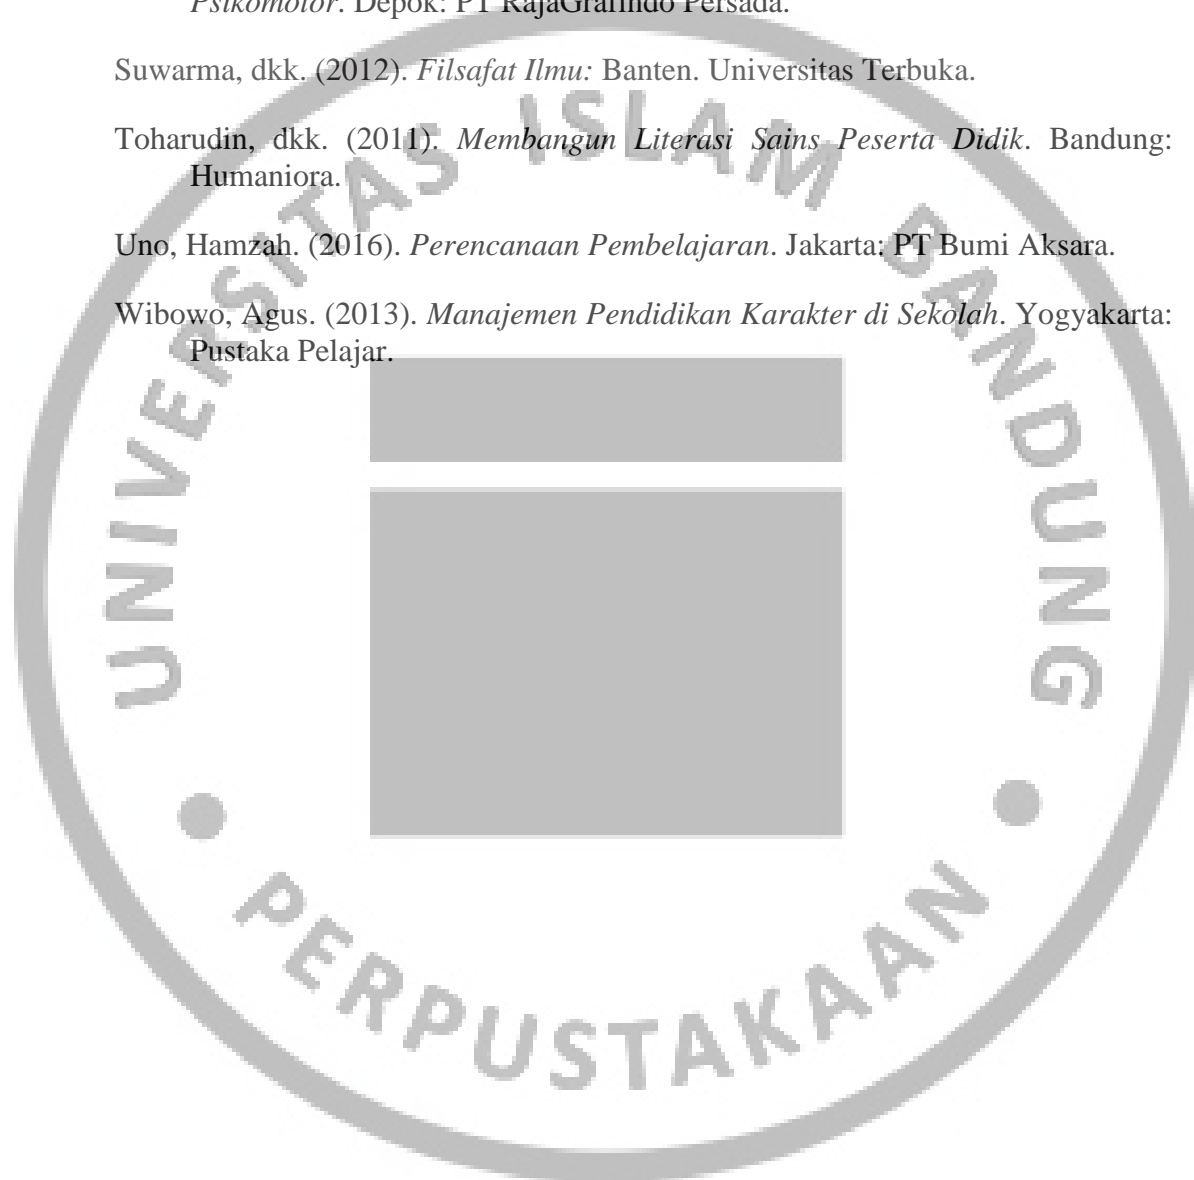 Psikomotor. Depok: PT RajaGrafindo Persada.
Suwarma, dkk. (2012). Filsafat Ilmu: Banten. Universitas Terbuka.
Toharudin, dkk. (2011). Membangun Literasi Sains Peserta Didik. Bandung:
Humaniora.
Uno, Hamzah. (2016). Perencanaan Pembelajaran. Jakarta: PT Bumi Aksara.
Wibowo, Agus. (2013). Manajemen Pendidikan Karakter di Sekolah. Yogyakarta:
Pustaka Pelajar.
UNIVERSITAS ISLAM BANDUNG
• PERPUSTAKAAN •